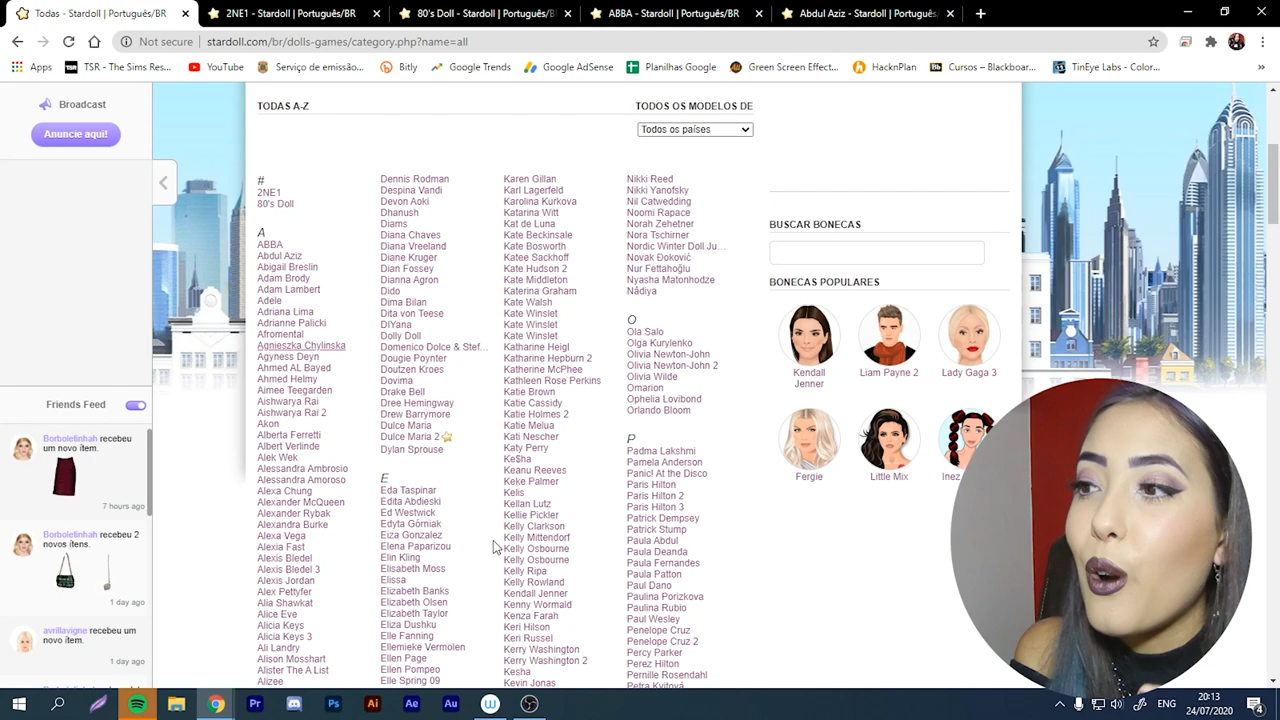 Todas - Stardoll | Português/BR
2NE1 - Stardoll | Português/BR
80's Doll - Stardoll | Português/BR
ABBA - Stardoll | Português/BR
Abdul Aziz - Stardoll | Português/BR
Not secure
stardoll.com/br/dolls-games/category.php?name=all
Apps
TSR - The Sims Res...
YouTube
Serviço de emissão...
Bitly
Google Trends
Google AdSense
Planilhas Google
Green Screen Effect...
HacknPlan
Cursos – Blackboar...
TinEye Labs - Color...
Broadcast
Anuncie aqui!
Friends Feed
Borboletinhah recebeu
um novo ítem.
7 hours ago
Borboletinhah recebeu 2
novos ítens.
1 day ago
avrillavigne recebeu um
novo ítem.
1 day ago
TODAS A-Z
TODOS OS MODELOS DE
Todos os países
#
2NE1
80's Doll
A
ABBA
Abdul Aziz
Abigail Breslin
Adam Brody
Adam Lambert
Adele
Adriana Lima
Adrianne Palicki
Afromental
Agnieszka Chylinska
Agyness Deyn
Ahmed AL Bayed
Ahmed Helmy
Aimee Teegarden
Aishwarya Rai
Aishwarya Rai 2
Akon
Alberta Ferretti
Albert Verlinde
Alek Wek
Alessandra Ambrosio
Alessandra Amoroso
Alexa Chung
Alexander McQueen
Alexander Rybak
Alexandra Burke
Alexa Vega
Alexia Fast
Alexis Bledel
Alexis Bledel 3
Alexis Jordan
Alex Pettyfer
Alia Shawkat
Alice Eve
Alicia Keys
Alicia Keys 3
Ali Landry
Alison Mosshart
Alister The A List
Alizee
Dennis Rodman
Despina Vandi
Devon Aoki
Dhanush
Diams
Diana Chaves
Diana Vreeland
Diane Kruger
Dian Fossey
Dianna Agron
Dido
Dima Bilan
Dita von Teese
DIYana
Dolly Doll
Domenico Dolce & Stef...
Dougie Poynter
Doutzen Kroes
Dovima
Drake Bell
Dree Hemingway
Drew Barrymore
Dulce Maria
Dulce Maria 2
Dylan Sprouse
E
Eda Taspinar
Edita Abdieski
Ed Westwick
Edyta Górniak
Eiza Gonzalez
Elena Paparizou
Elin Kling
Elisabeth Moss
Elissa
Elizabeth Banks
Elizabeth Olsen
Elizabeth Taylor
Eliza Dushku
Elle Fanning
Ellemieke Vermolen
Ellen Page
Ellen Pompeo
Elle Spring 09
Karen Gillan
Karl Lagerfeld
Karolina Kurkova
Katarina Witt
Kat de Luna
Kate Beckinsale
Kate Bosworth
Katee Sackhoff
Kate Hudson 2
Kate Middleton
Katerina Graham
Kate Walsh
Kate Winslet
Kate Winslet
Kate Winslet
Katherine Heigl
Katharine Hepburn 2
Katherine McPhee
Kathleen Rose Perkins
Katie Brown
Katie Cassidy
Katie Holmes 2
Katie Melua
Kati Nescher
Katy Perry
Ke$ha
Keanu Reeves
Keke Palmer
Kelis
Kellan Lutz
Kellie Pickler
Kelly Clarkson
Kelly Mittendorf
Kelly Osbourne
Kelly Osbourne
Kelly Ripa
Kelly Rowland
Kendall Jenner
Kenny Wormald
Kenza Farah
Keri Hilson
Keri Russel
Kerry Washington
Kerry Washington 2
Kesha
Kevin Jonas
Nikki Reed
Nikki Yanofsky
Nil Catwedding
Noomi Rapace
Norah Zehetner
Nora Tschirner
Nordic Winter Doll Ju...
Novak Đoković
Nur Fettahoğlu
Nyasha Matonhodze
Nâdiya
O
Ola Salo
Olga Kurylenko
Olivia Newton-John
Olivia Newton-John 2
Olivia Wilde
Omarion
Ophelia Lovibond
Orlando Bloom
P
Padma Lakshmi
Pamela Anderson
Panic! At the Disco
Paris Hilton
Paris Hilton 2
Paris Hilton 3
Patrick Dempsey
Patrick Stump
Paula Abdul
Paula Deanda
Paula Fernandes
Paula Patton
Paul Dano
Paulina Porizkova
Paulina Rubio
Paul Wesley
Penelope Cruz
Penelope Cruz 2
Percy Parker
Perez Hilton
Pernille Rosendahl
Petra Kvitová
BUSCAR BONECAS
BONECAS POPULARES
Kendall
Jenner
Liam Payne 2
Lady Gaga 3
Fergie
Little Mix
Inez
ENG
20:13
24/07/2020
4